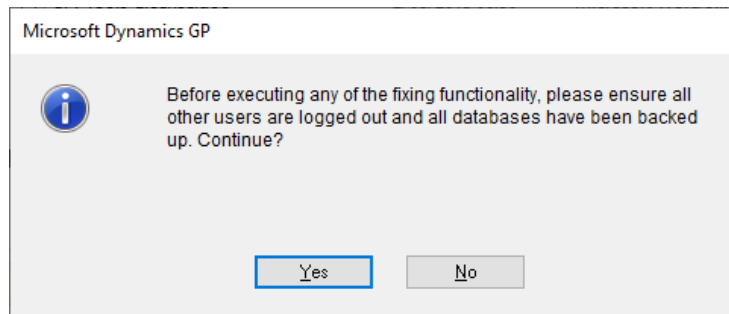 Microsoft Dynamics GP
Before executing any of the fixing functionality, please ensure all
other users are logged out and all databases have been backed
up. Continue?
Yes
No